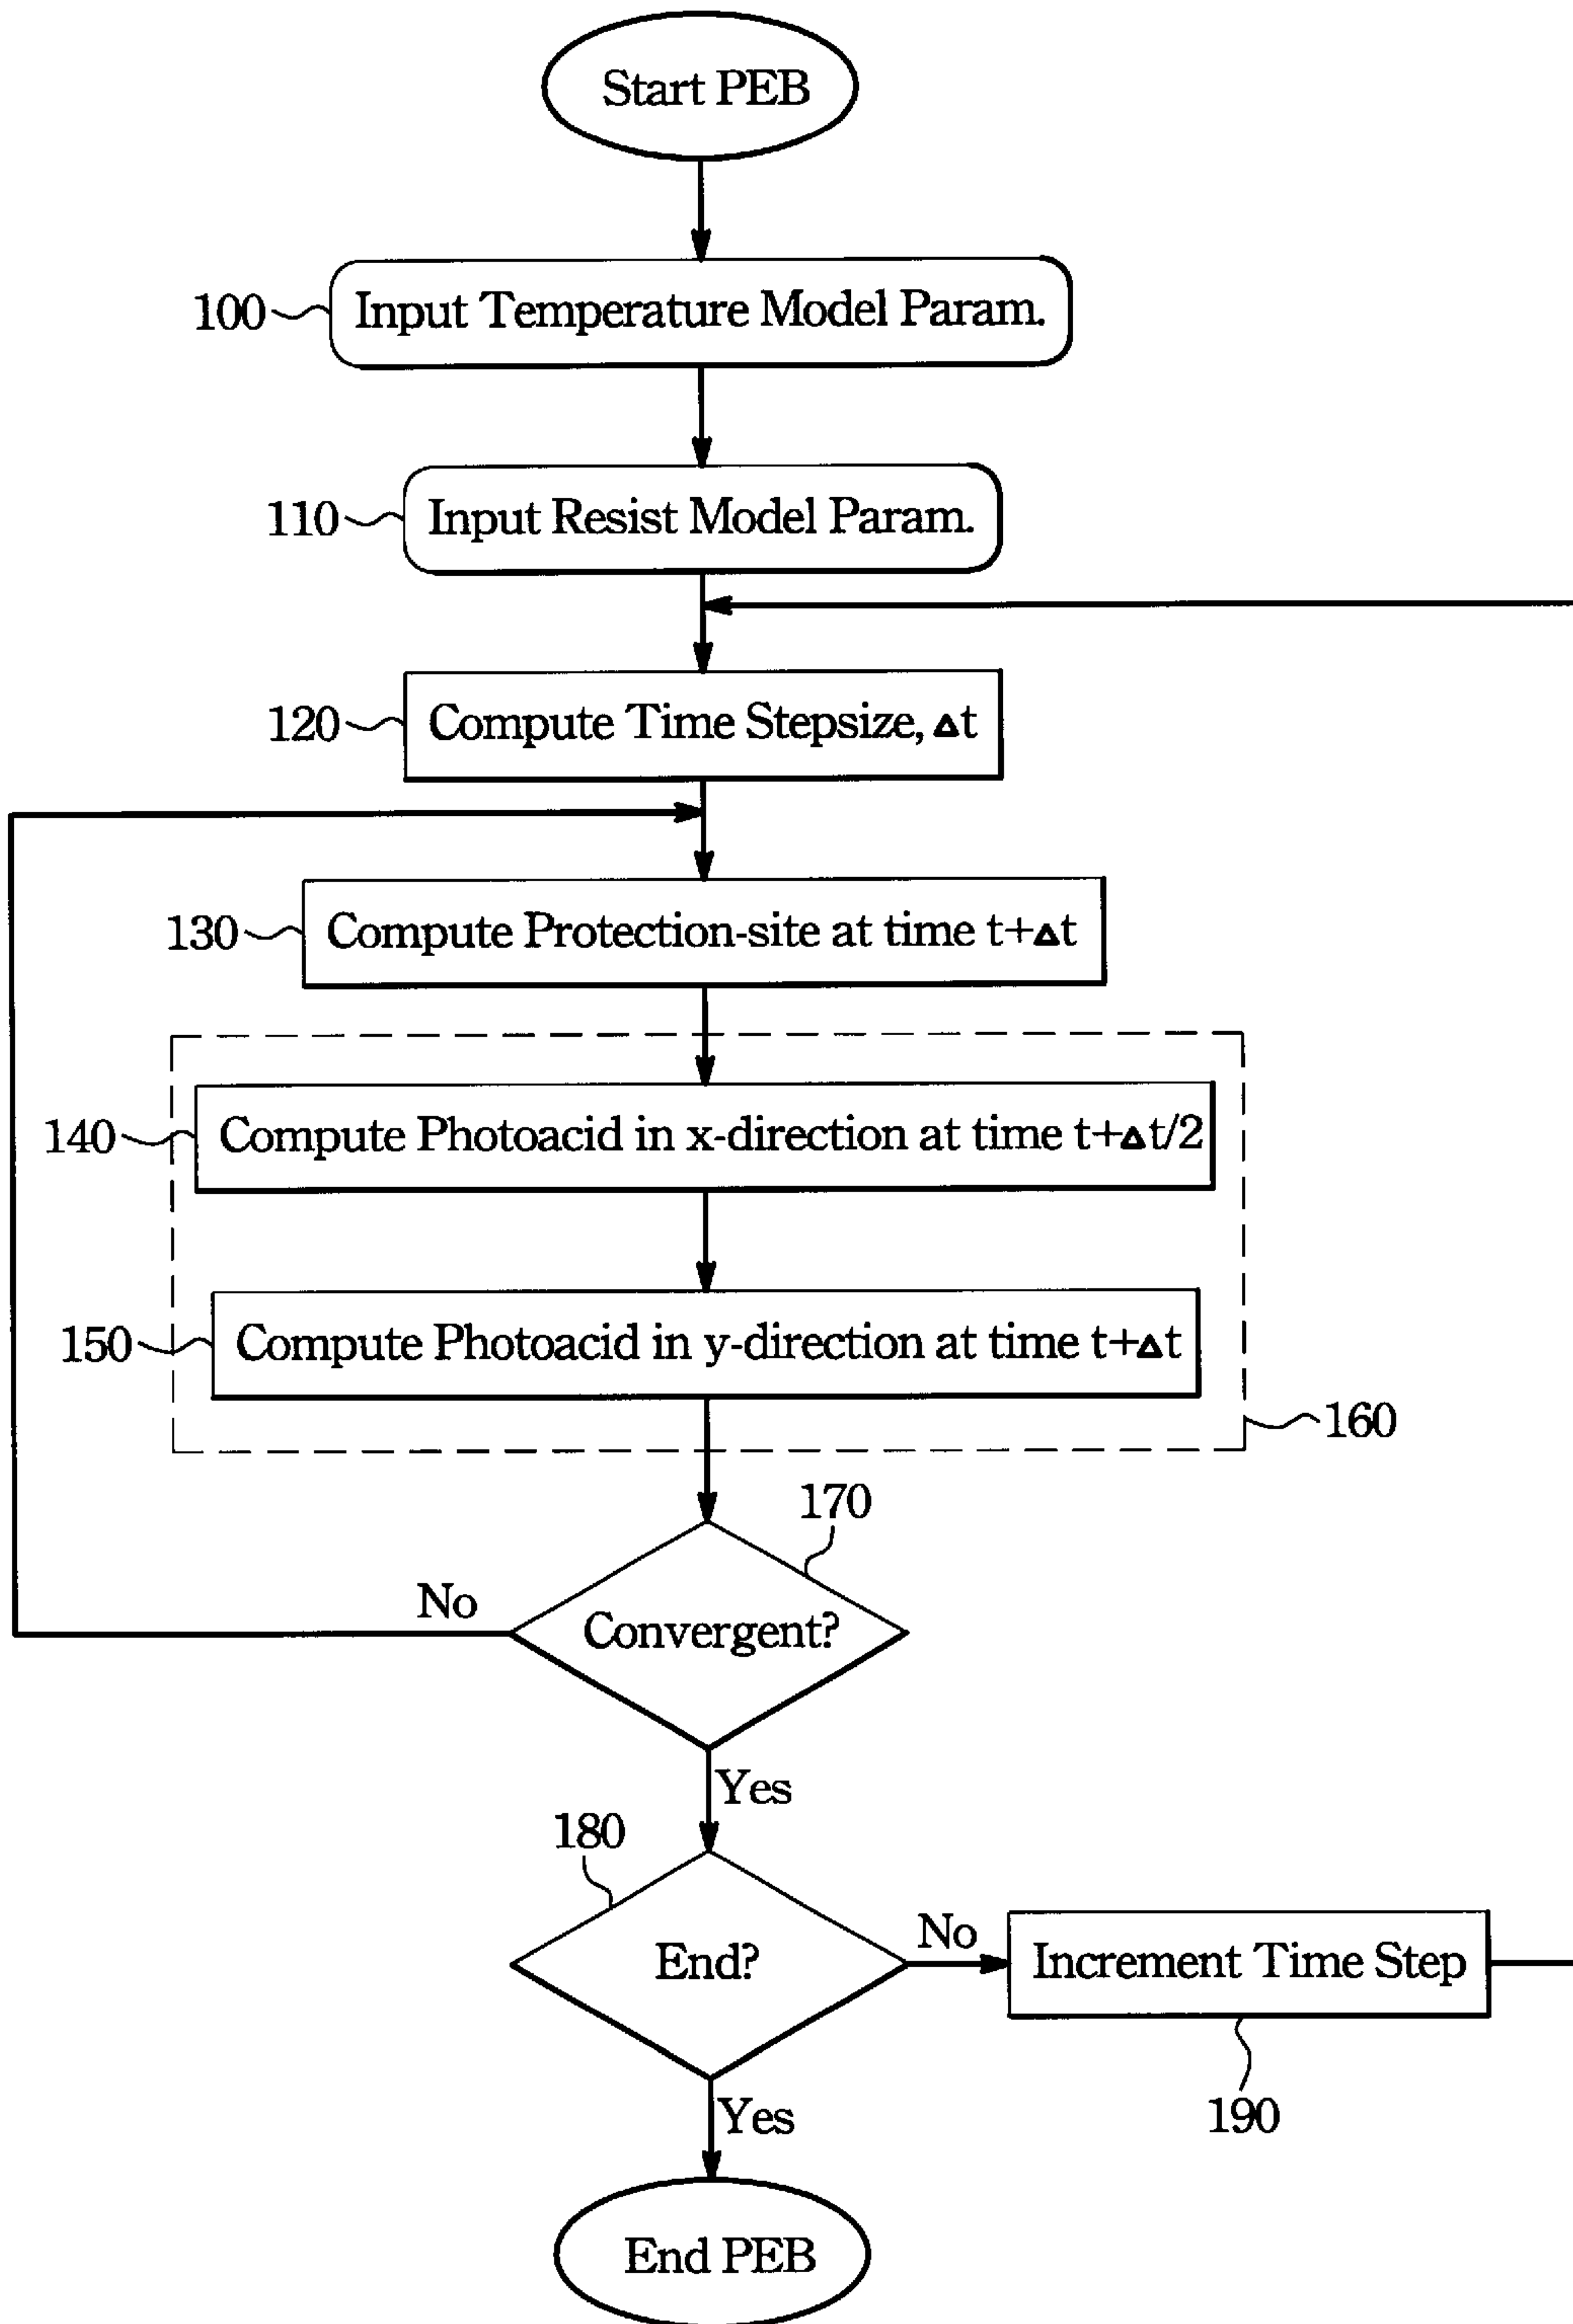 Start PEB
100
Input Temperature Model Param.
110
Input Resist Model Param.
120
Compute Time Stepsize, Δt
130
Compute Protection-site at time t+Δt
140
Compute Photoacid in x-direction at time t+Δt/2
150
Compute Photoacid in y-direction at time t+Δt
160
170
No
Convergent?
Yes
180
End?
No
Increment Time Step
190
Yes
End PEB